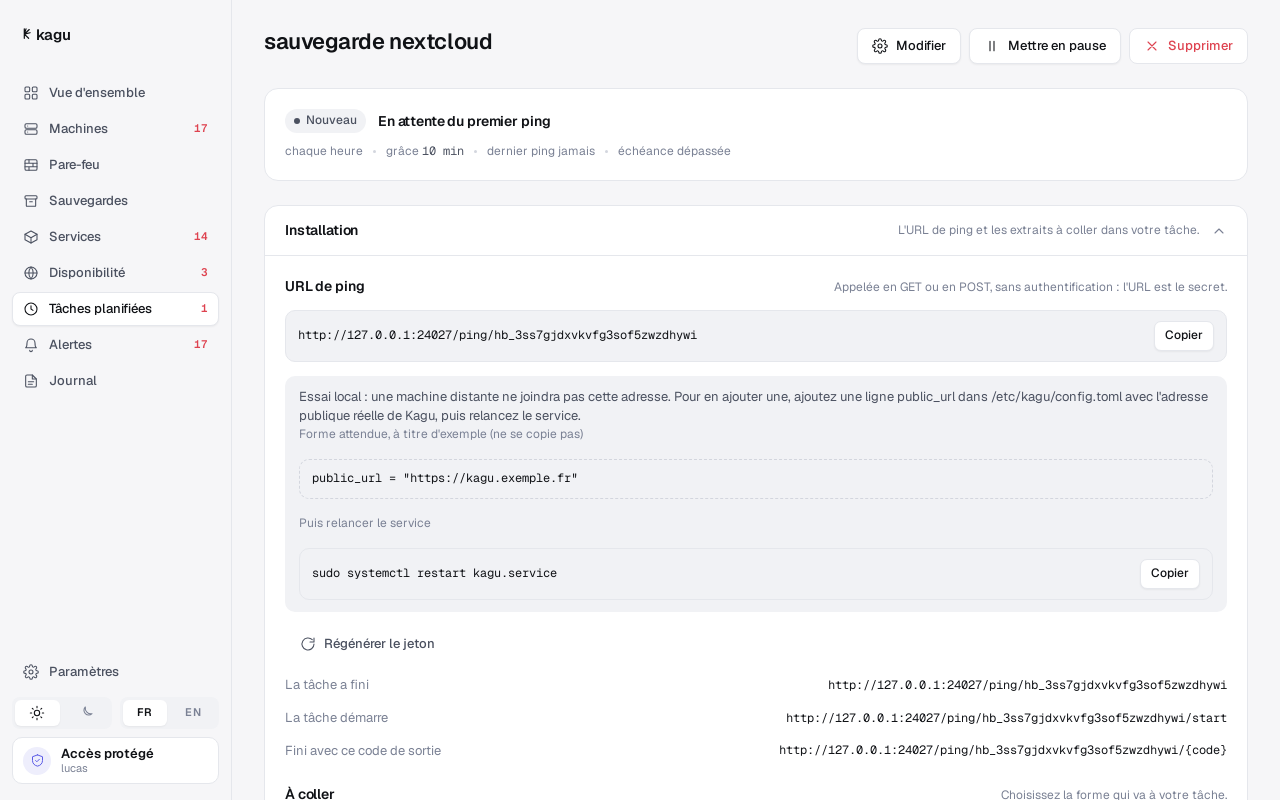 kagu
Vue d'ensemble
Machines 17
Pare-feu
Sauvegardes
Services 14
Disponibilité 3
Tâches planifiées 1
Alertes 17
Journal
Paramètres
FR EN
Accès protégé
lucas
sauvegarde nextcloud
Modifier
Mettre en pause
Supprimer
Nouveau En attente du premier ping
chaque heure • grâce 10 min • dernier ping jamais • échéance dépassée
Installation L'URL de ping et les extraits à coller dans votre tâche.
URL de ping Appelée en GET ou en POST, sans authentification : l'URL est le secret.
http://127.0.0.1:24027/ping/hb_3ss7gjdxvkvfg3sof5zwzdhywi Copier
Essai local : une machine distante ne joindra pas cette adresse. Pour en ajouter une, ajoutez une ligne public_url dans /etc/kagu/config.toml avec l'adresse
publique réelle de Kagu, puis relancez le service.
Forme attendue, à titre d'exemple (ne se copie pas)
public_url = "https://kagu.exemple.fr"
Puis relancer le service
sudo systemctl restart kagu.service Copier
Régénérer le jeton
La tâche a fini http://127.0.0.1:24027/ping/hb_3ss7gjdxvkvfg3sof5zwzdhywi
La tâche démarre http://127.0.0.1:24027/ping/hb_3ss7gjdxvkvfg3sof5zwzdhywi/start
Fini avec ce code de sortie http://127.0.0.1:24027/ping/hb_3ss7gjdxvkvfg3sof5zwzdhywi/{code}
À coller Choisissez la forme qui va à votre tâche.